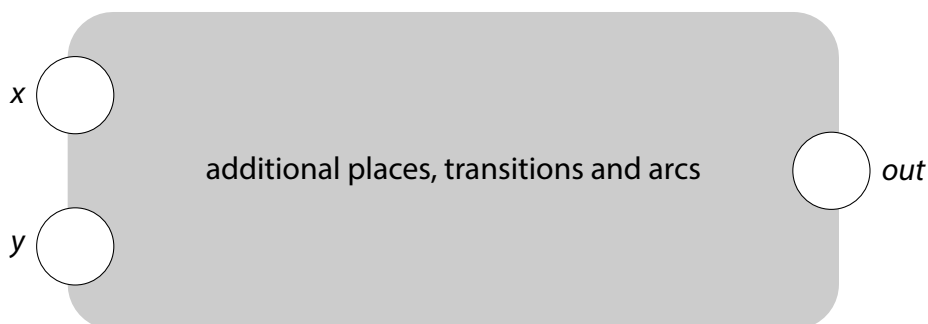 x
additional places, transitions and arcs
out
y